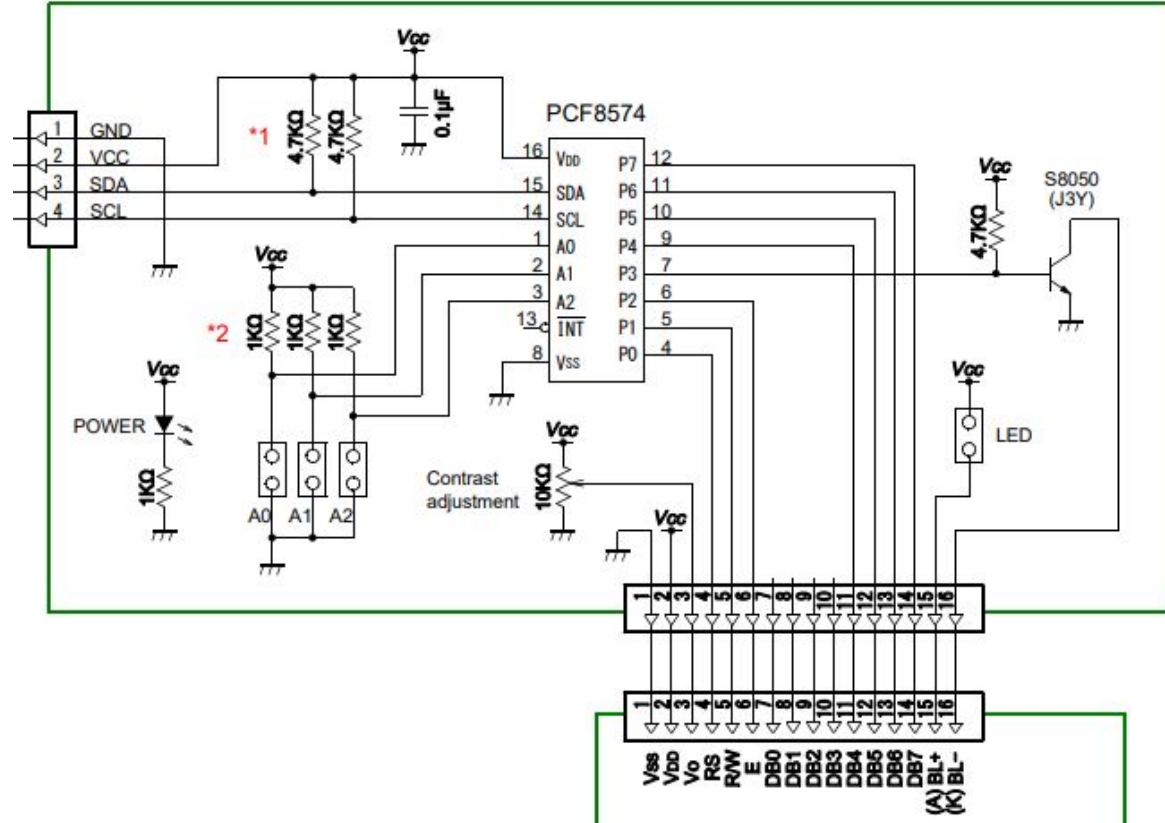 Vcc
PCF8574
*1
4.7KΩ
4.7KΩ
0.1µF
1 GND
2 VCC
3 SDA
4 SCL
16 VDD
15 SDA
14 SCL
1 A0
2 A1
3 A2
13 INT
8 Vss
P7 12
P6 11
P5 10
P4 9
P3 7
P2 6
P1 5
P0 4
Vcc
4.7KΩ
S8050
(J3Y)
Vcc
*2
1KΩ
1KΩ
1KΩ
A0
A1
A2
Vcc
POWER
1KΩ
Vcc
Contrast
adjustment
10KΩ
Vcc
Vcc
LED
1 2 3 4 5 6 7 8 9 10 11 12 13 14 15 16
1 2 3 4 5 6 7 8 9 10 11 12 13 14 15 16
Vss
VDD
Vo
RS
R/W
E
DB0
DB1
DB2
DB3
DB4
DB5
DB6
DB7
(A) BL+
(K) BL−